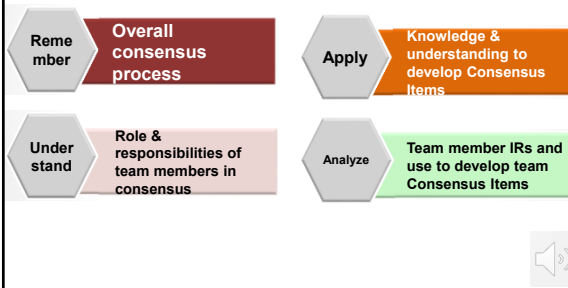 Reme
mber
Overall
consensus
process
Apply
Knowledge &
understanding to
develop Consensus
Items
Under
stand
Role &
responsibilities of
team members in
consensus
Analyze
Team member IRs and
use to develop team
Consensus Items